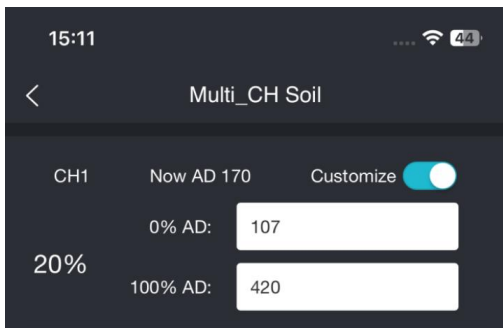 15:11 44
Multi_CH Soil
CH1 Now AD 170 Customize
0% AD: 107
20%
100% AD: 420